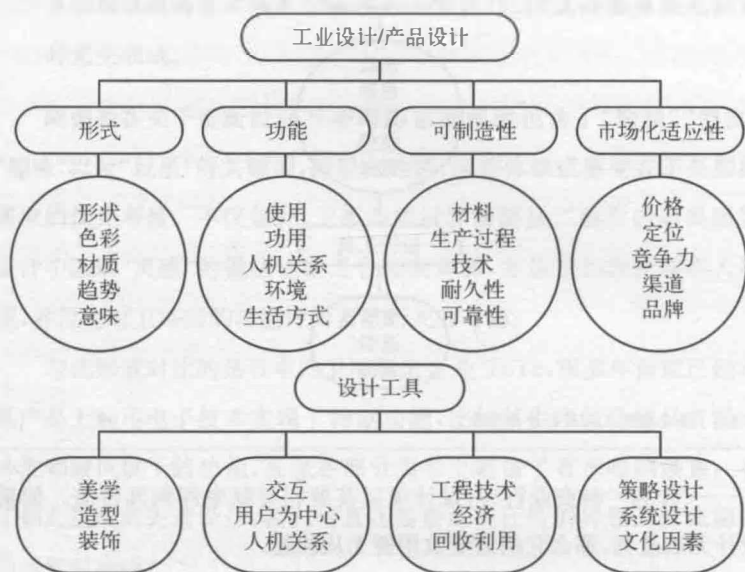 工业设计/产品设计
形式
功能
可制造性
市场化适应性
形状
色彩
材质
趋势
意味
使用
功用
人机关系
环境
生活方式
材料
生产过程
技术
耐久性
可靠性
价格
定位
竞争力
渠道
品牌
设计工具
美学
造型
装饰
交互
用户为中心
人机关系
工程技术
经济
回收利用
策略设计
系统设计
文化因素